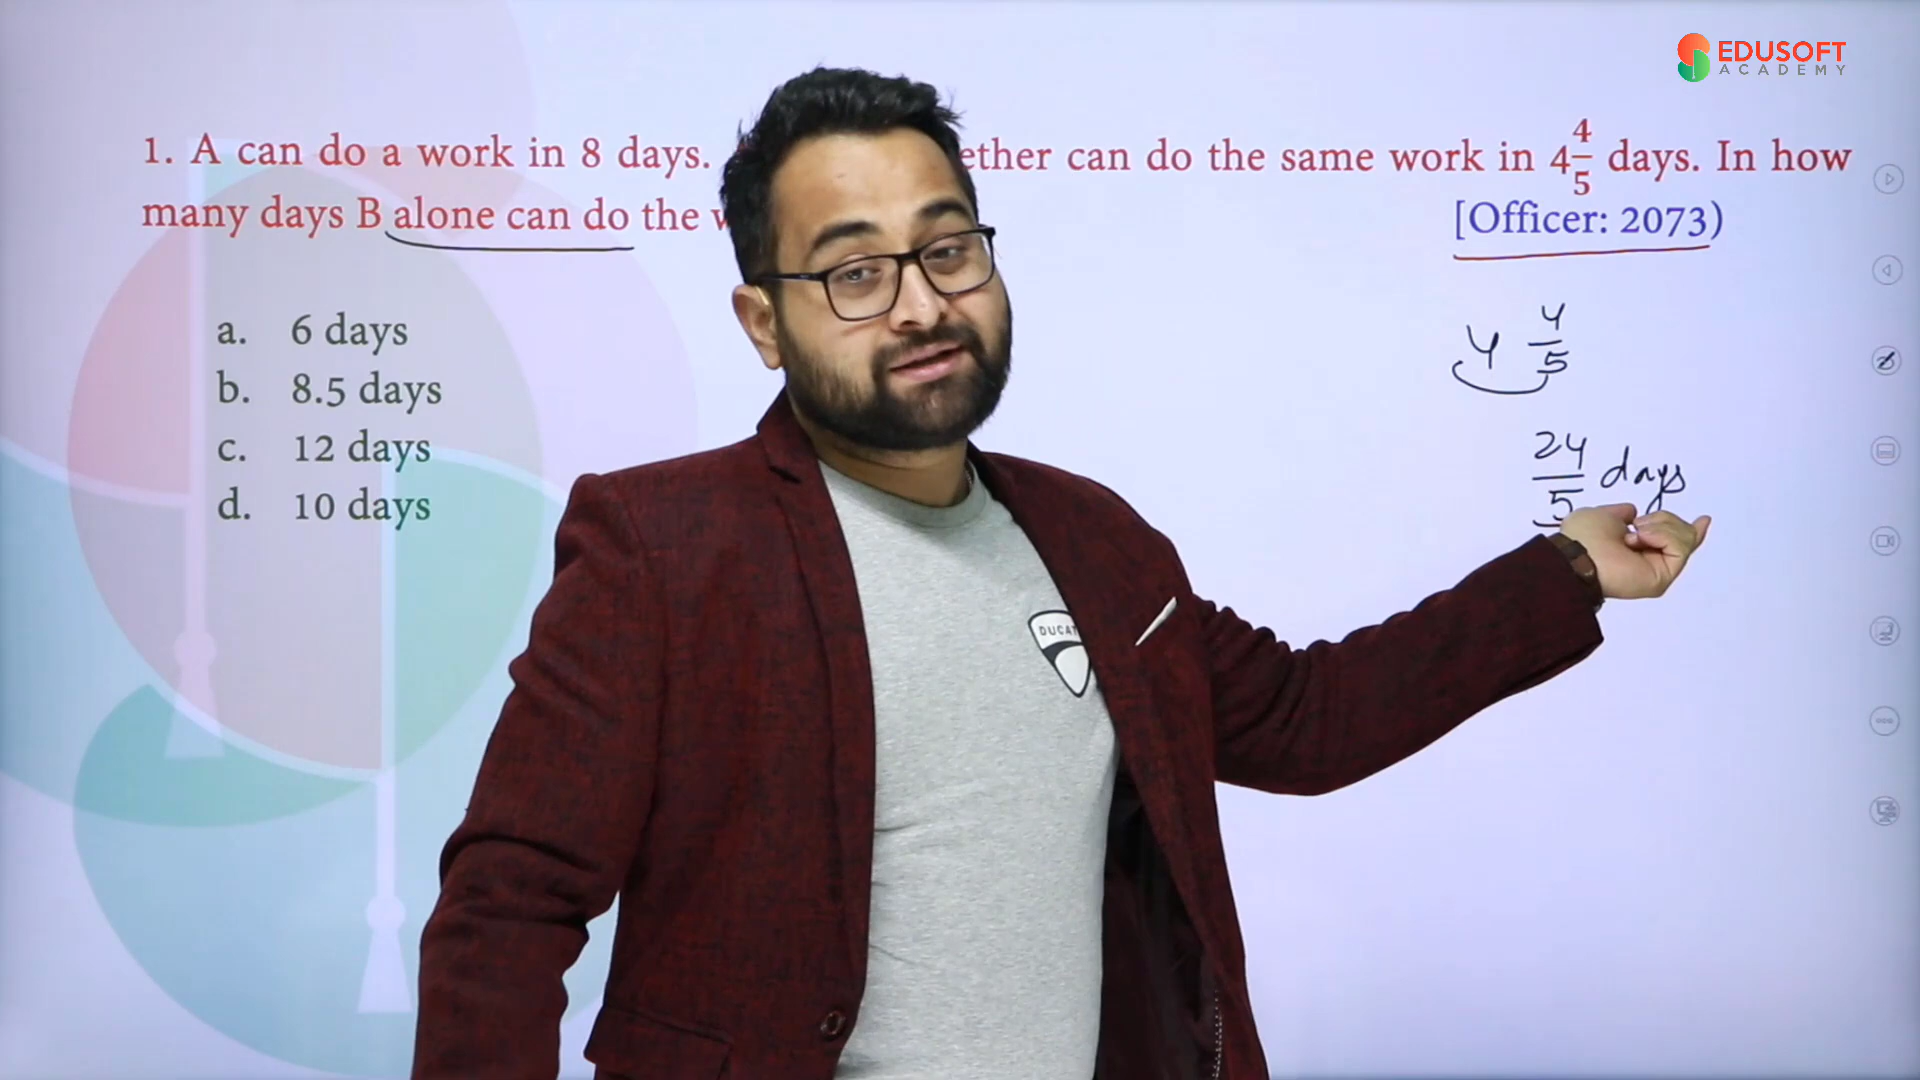 EDUSOFT
ACADEMY
1. A can do a work in 8 days. ether can do the same work in 4 4/5 days. In how
many days B alone can do the
[Officer: 2073)
a. 6 days
b. 8.5 days
c. 12 days
d. 10 days
4 4/5
24/5 days
DUCAT